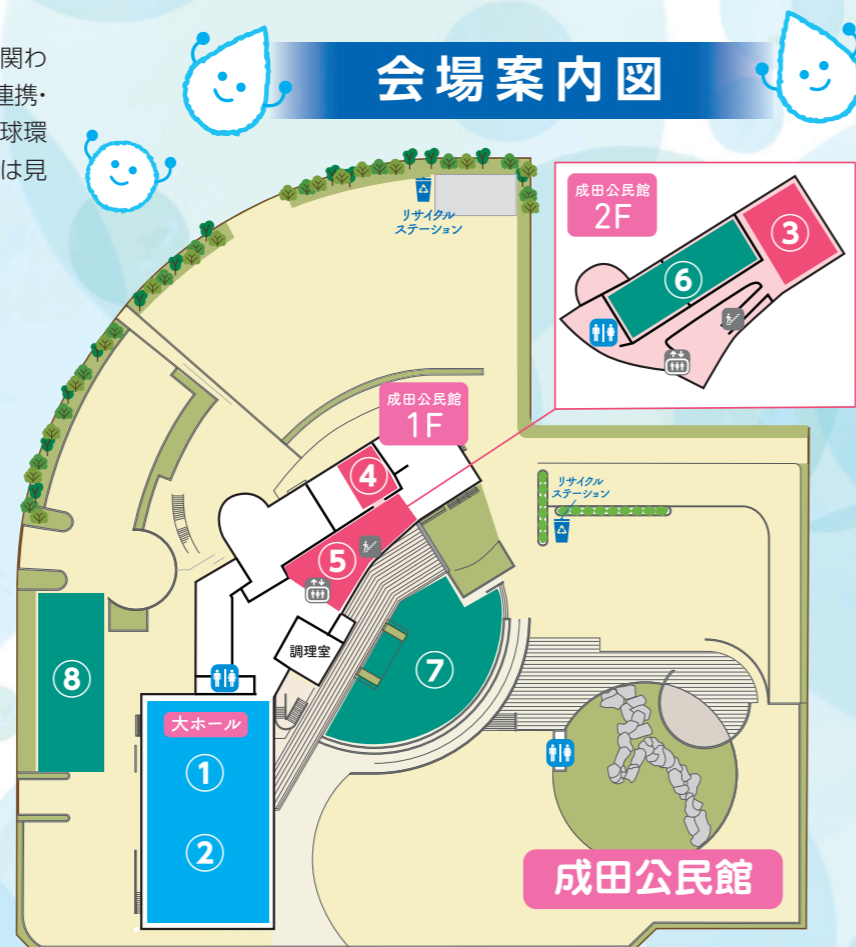 関わ
連携・
球環
は見
会場案内図
リサイクル
ステーション
成田公民館
2F
③
⑥
成田公民館
1F
④
⑤
リサイクル
ステーション
調理室
⑦
⑧
大ホール
①
②
成田公民館